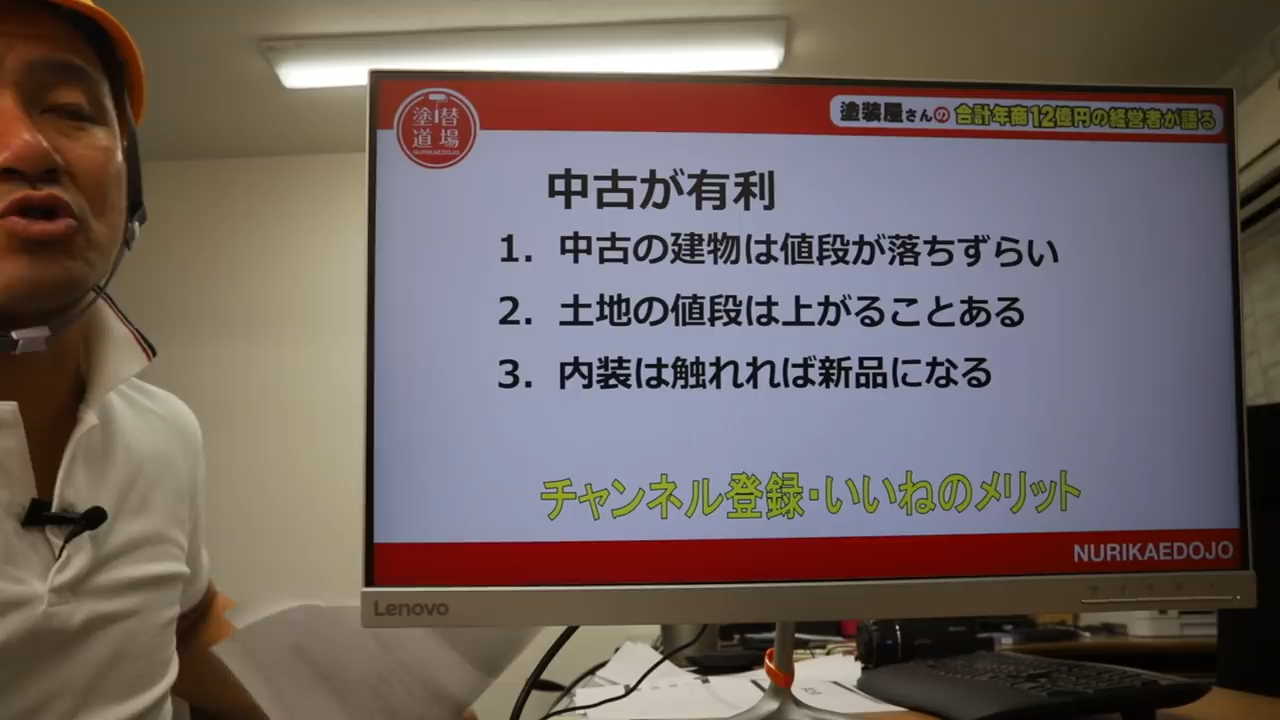 塗替
道場
NURIKAEDOJO
塗装屋さんの 合計年商12億円の経営者が語る
中古が有利
1. 中古の建物は値段が落ちずらい
2. 土地の値段は上がることある
3. 内装は触れれば新品になる
チャンネル登録・いいねのメリット
NURIKAEDOJO
Lenovo